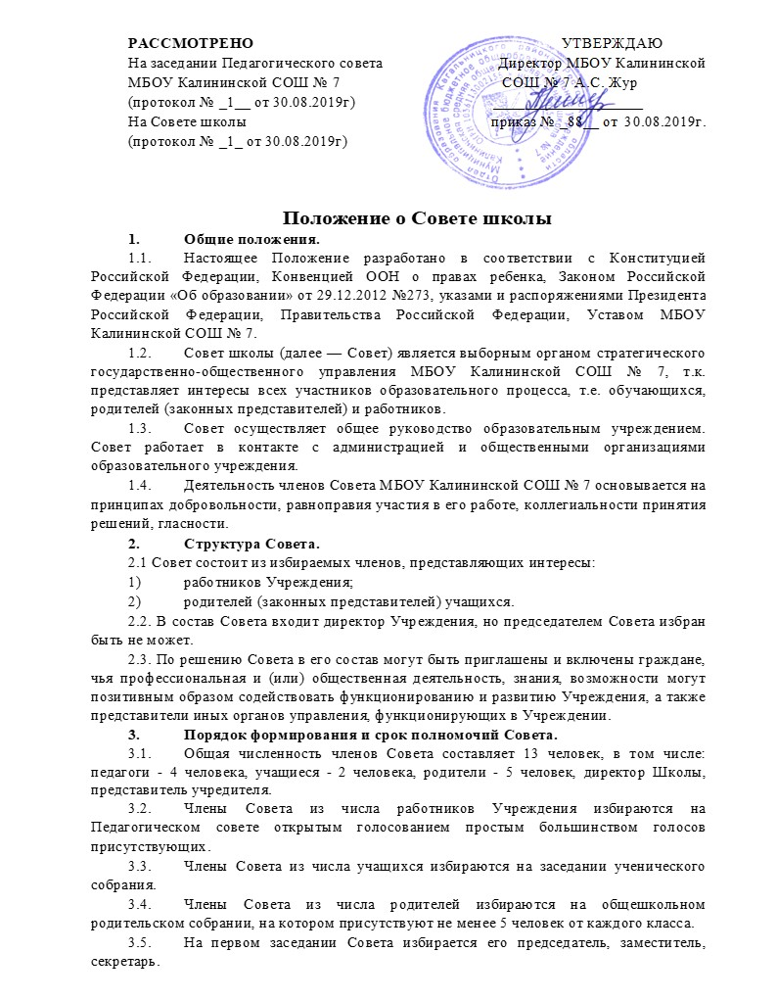 РАССМОТРЕНО
На заседании Педагогического совета
МБОУ Калининской СОШ № 7
(протокол № _1__ от 30.08.2019г)
На Совете школы
(протокол № _1_ от 30.08.2019г)
УТВЕРЖДАЮ
Директор МБОУ Калининской
СОШ № 7 А.С. Жур
приказ № _88__ от 30.08.2019г.
Положение о Совете школы
1. Общие положения.
1.1. Настоящее Положение разработано в соответствии с Конституцией
Российской Федерации, Конвенцией ООН о правах ребенка, Законом Российской
Федерации «Об образовании» от 29.12.2012 №273, указами и распоряжениями Президента
Российской Федерации, Правительства Российской Федерации, Уставом МБОУ
Калининской СОШ № 7.
1.2. Совет школы (далее — Совет) является выборным органом стратегического
государственно-общественного управления МБОУ Калининской СОШ № 7, т.к.
представляет интересы всех участников образовательного процесса, т.е. обучающихся,
родителей (законных представителей) и работников.
1.3. Совет осуществляет общее руководство образовательным учреждением.
Совет работает в контакте с администрацией и общественными организациями
образовательного учреждения.
1.4. Деятельность членов Совета МБОУ Калининской СОШ № 7 основывается на
принципах добровольности, равноправия участия в его работе, коллегиальности принятия
решений, гласности.
2. Структура Совета.
2.1 Совет состоит из избираемых членов, представляющих интересы:
1) работников Учреждения;
2) родителей (законных представителей) учащихся.
2.2. В состав Совета входит директор Учреждения, но председателем Совета избран
быть не может.
2.3. По решению Совета в его состав могут быть приглашены и включены граждане,
чья профессиональная и (или) общественная деятельность, знания, возможности могут
позитивным образом содействовать функционированию и развитию Учреждения, а также
представители иных органов управления, функционирующих в Учреждении.
3. Порядок формирования и срок полномочий Совета.
3.1. Общая численность членов Совета составляет 13 человек, в том числе:
педагоги - 4 человека, учащиеся - 2 человека, родители - 5 человек, директор Школы,
представитель учредителя.
3.2. Члены Совета из числа работников Учреждения избираются на
Педагогическом совете открытым голосованием простым большинством голосов
присутствующих.
3.3. Члены Совета из числа учащихся избираются на заседании ученического
собрания.
3.4. Члены Совета из числа родителей избираются на общешкольном
родительском собрании, на котором присутствуют не менее 5 человек от каждого класса.
3.5. На первом заседании Совета избирается его председатель, заместитель,
секретарь.